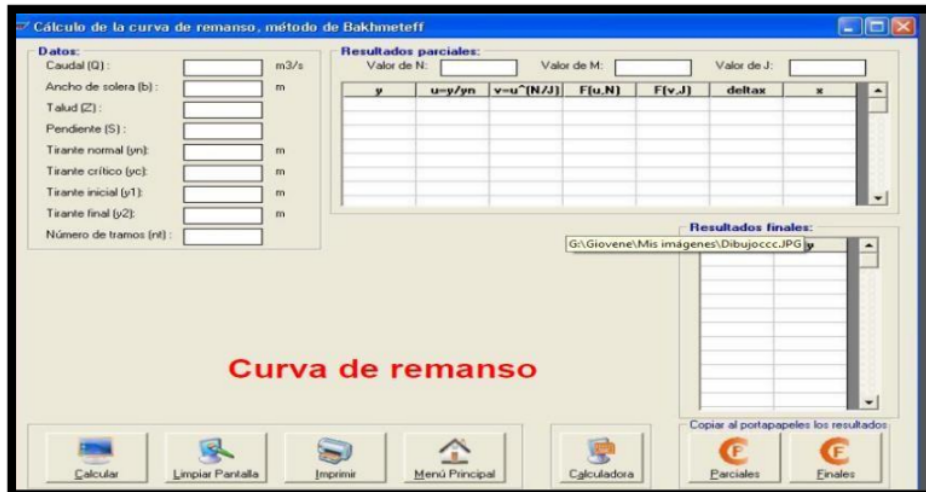 Cálculo de la curva de remanso, método de Bakhmeteff
Datos:
Caudal (Q) : m3/s
Ancho de solera (b) : m
Talud (Z) :
Pendiente (S) :
Tirante normal (yn): m
Tirante crítico (yc): m
Tirante inicial (y1): m
Tirante final (y2): m
Número de tramos (nt) :
Resultados parciales:
Valor de N: Valor de M: Valor de J:
y u=y/yn v=u^(N/J) F(u,N) F(v,J) deltax x
Resultados finales:
G:\Giovene\Mis imágenes\Dibujoccc.JPG y
Curva de remanso
Copiar al portapapeles los resultados
Calcular Limpiar Pantalla Imprimir Menú Principal Calculadora Parciales Finales